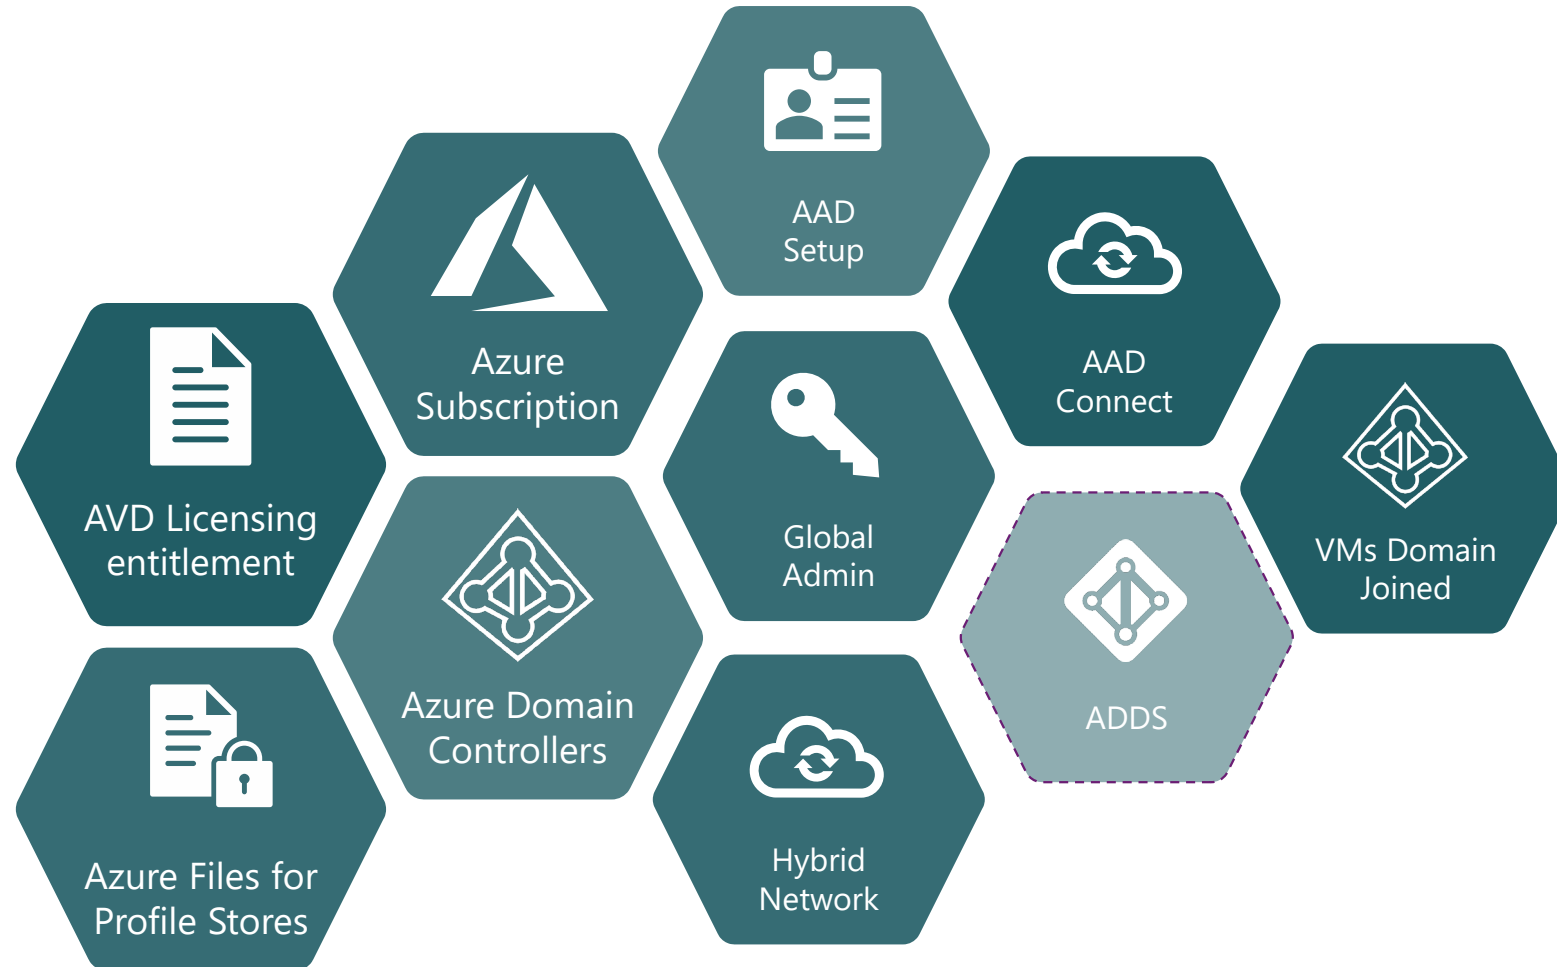 AAD
Setup
Azure
Subscription
AAD
Connect
AVD Licensing
entitlement
Global
Admin
VMs Domain
Joined
Azure Domain
Controllers
ADDS
Azure Files for
Profile Stores
Hybrid
Network